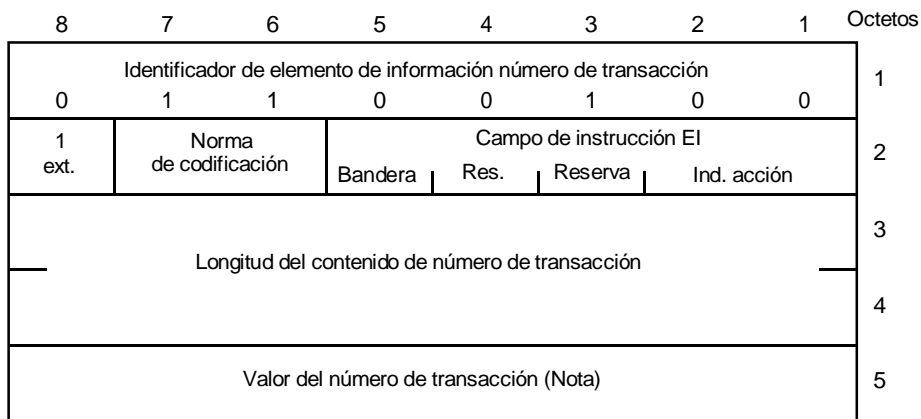 8 7 6 5 4 3 2 1 Octetos
Identificador de elemento de información número de transacción
0 1 1 0 0 1 0 0
1
1 Norma Campo de instrucción EI
ext. de codificación
Bandera Res. Reserva Ind. acción
2
3
Longitud del contenido de número de transacción
4
Valor del número de transacción (Nota)
5